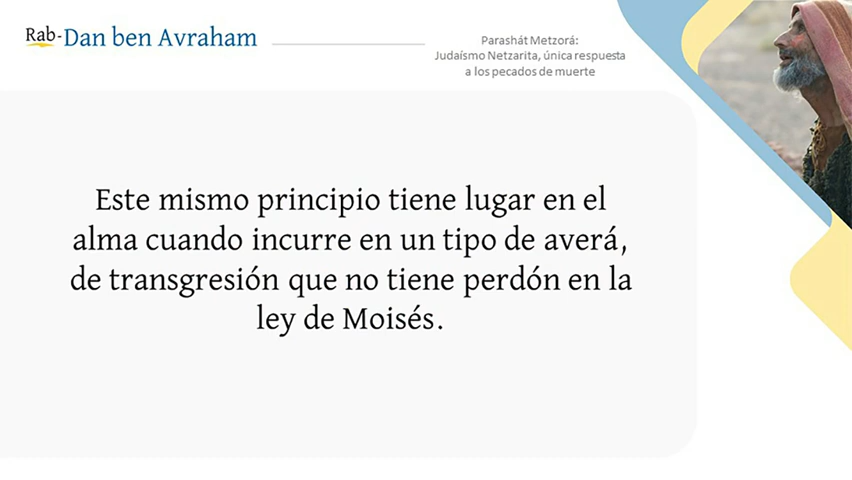 Rab-Dan ben Avraham
Parashát Metzorá:
Judaísmo Netzarita, única respuesta
a los pecados de muerte
Este mismo principio tiene lugar en el
alma cuando incurre en un tipo de averá,
de transgresión que no tiene perdón en la
ley de Moisés.